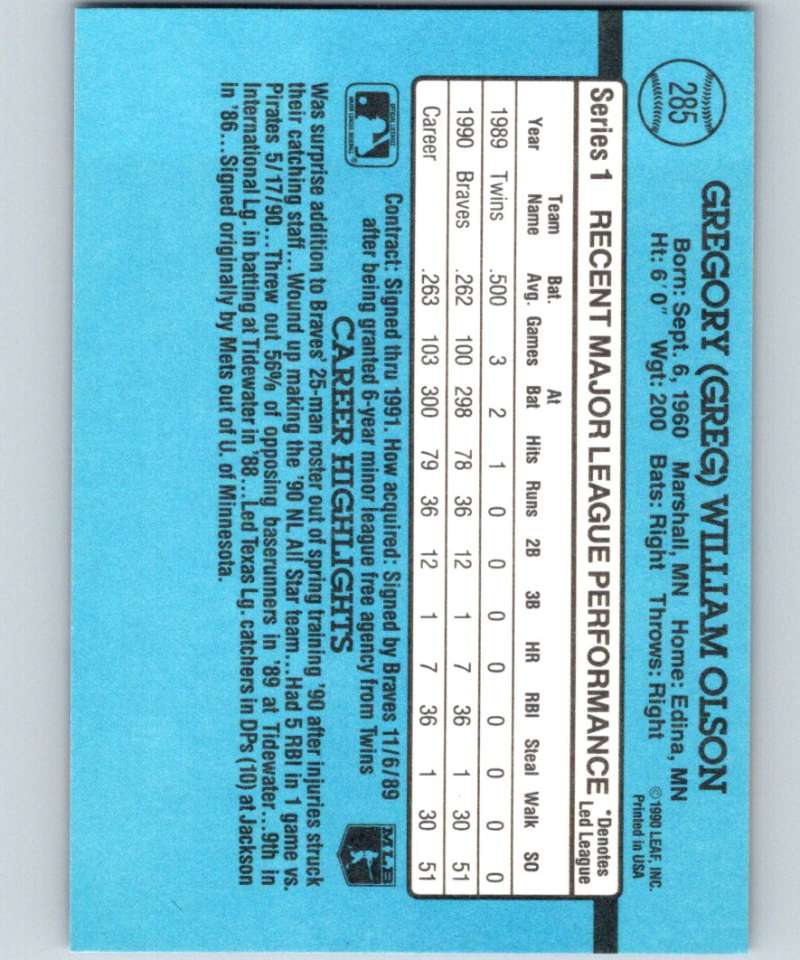 285
GREGORY (GREG) WILLIAM OLSON
Born: Sept. 6, 1960 Marshall, MN Home: Edina, MN
Ht: 6'0" Wgt: 200 Bats: Right Throws: Right
©1990 LEAF, INC.
Printed in USA
Series 1 RECENT MAJOR LEAGUE PERFORMANCE *Denotes Led League
Year Team Name Bat. Avg. Games At Bat Hits Runs 2B 3B HR RBI Steal Walk SO
1989 Twins .500 3 2 1 0 0 0 0 0 0 0 0
1990 Braves .262 100 298 78 36 12 1 7 36 1 30 51
Career .263 103 300 79 36 12 1 7 36 1 30 51
Contract: Signed thru 1991. How acquired: Signed by Braves 11/6/89
after being granted 6-year minor league free agency from Twins
MLB
CAREER HIGHLIGHTS
Was surprise addition to Braves' 25-man roster out of spring training '90 after injuries struck
their catching staff...Wound up making the '90 NL All Star team...Had 5 RBI in 1 game vs.
Pirates 5/17/90...Threw out 56% of opposing baserunners in '89 at Tidewater...9th in
International Lg. in batting at Tidewater in '88...Led Texas Lg. catchers in DPs (10) at Jackson
in '86...Signed originally by Mets out of U. of Minnesota.